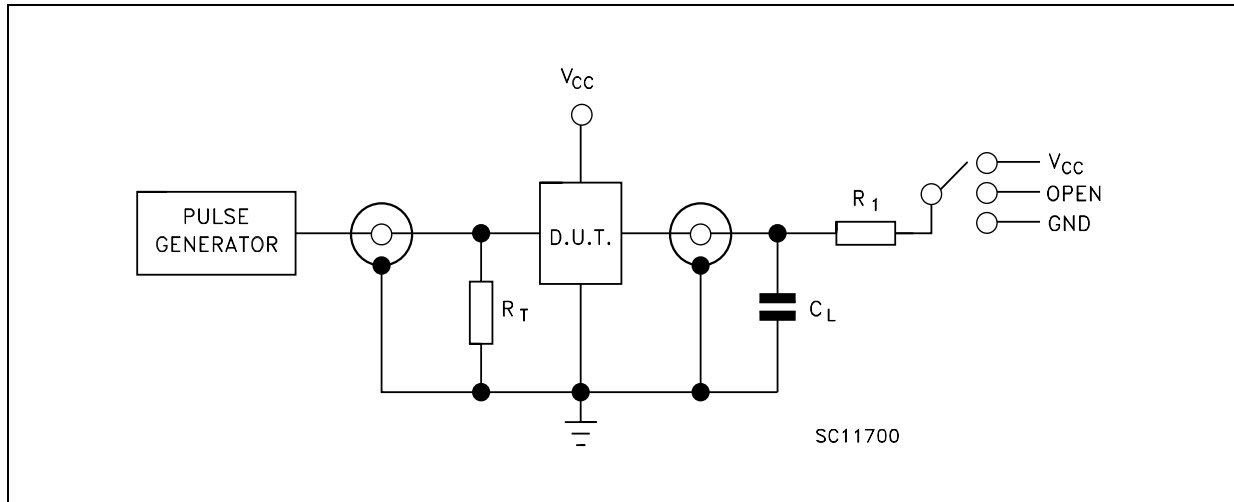 VCC
PULSE
GENERATOR
D.U.T.
RT
CL
R1
VCC
OPEN
GND
SC11700